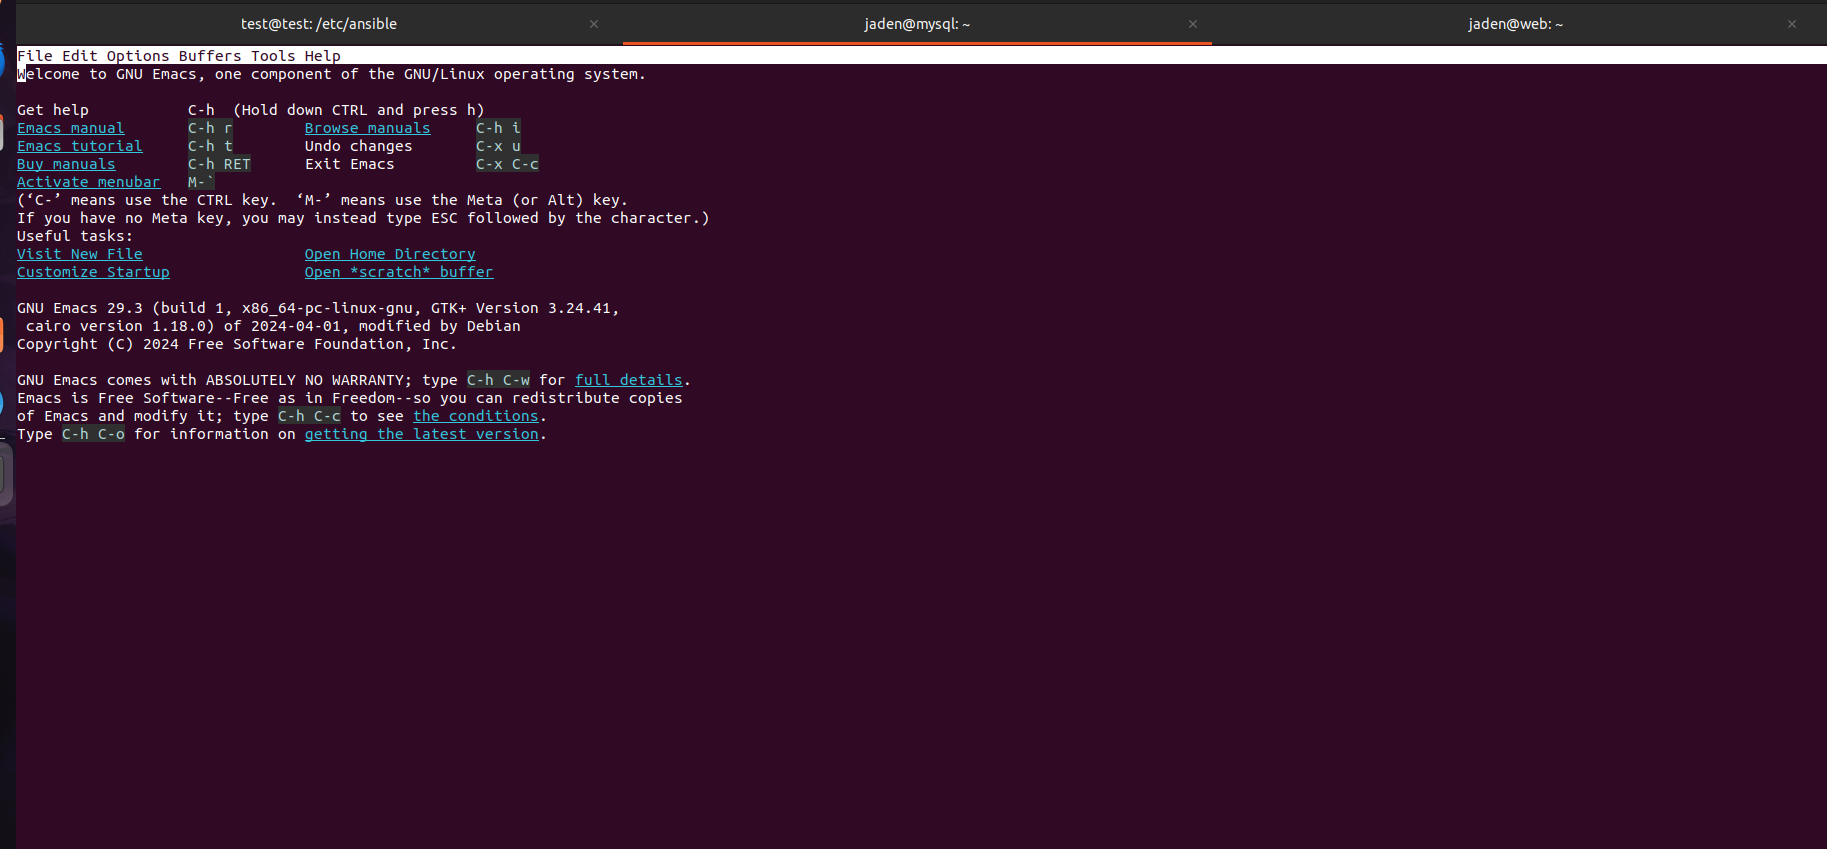 test@test: /etc/ansible × jaden@mysql: ~ × jaden@web: ~ ×
File Edit Options Buffers Tools Help
Welcome to GNU Emacs, one component of the GNU/Linux operating system.
Get help C-h (Hold down CTRL and press h)
Emacs manual C-h r Browse manuals C-h i
Emacs tutorial C-h t Undo changes C-x u
Buy manuals C-h RET Exit Emacs C-x C-c
Activate menubar M-`
(‘C-’ means use the CTRL key. ‘M-’ means use the Meta (or Alt) key.
If you have no Meta key, you may instead type ESC followed by the character.)
Useful tasks:
Visit New File Open Home Directory
Customize Startup Open *scratch* buffer
GNU Emacs 29.3 (build 1, x86_64-pc-linux-gnu, GTK+ Version 3.24.41,
cairo version 1.18.0) of 2024-04-01, modified by Debian
Copyright (C) 2024 Free Software Foundation, Inc.
GNU Emacs comes with ABSOLUTELY NO WARRANTY; type C-h C-w for full details.
Emacs is Free Software--Free as in Freedom--so you can redistribute copies
of Emacs and modify it; type C-h C-c to see the conditions.
Type C-h C-o for information on getting the latest version.